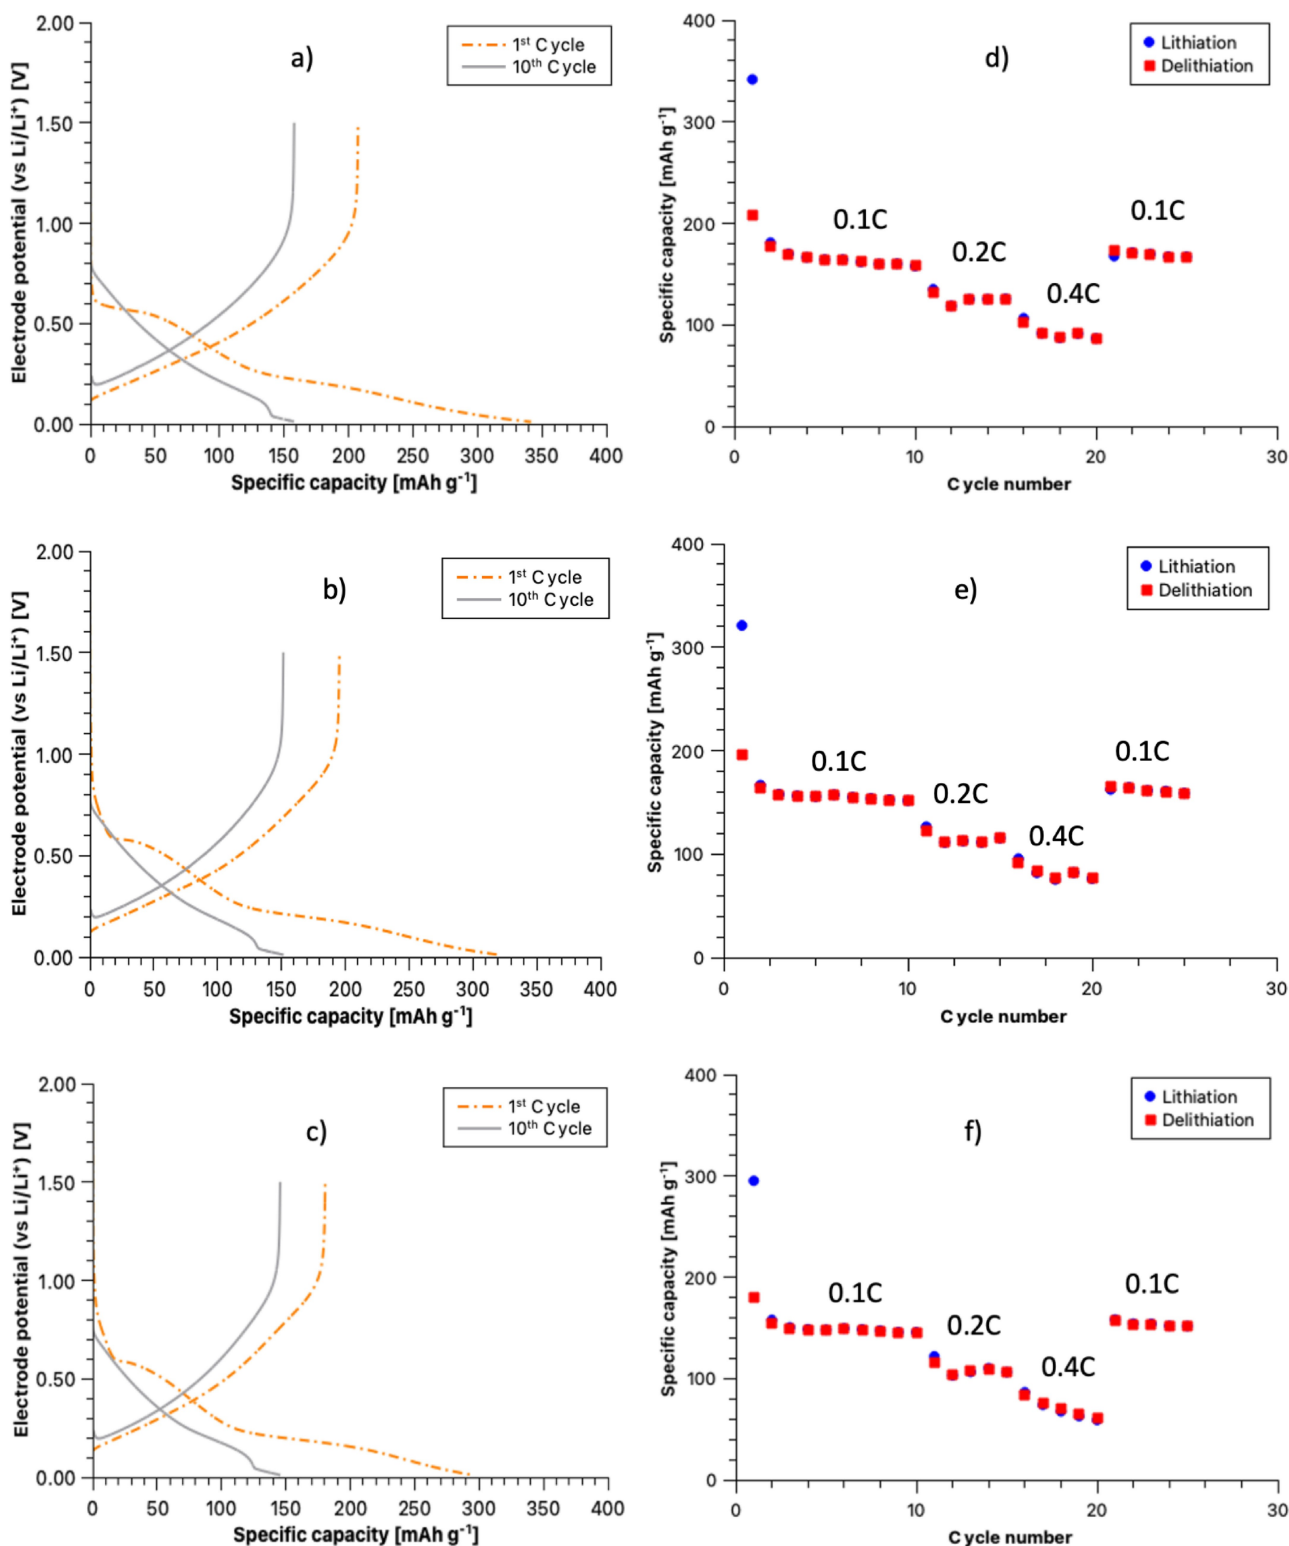 a)
1st Cycle
10th Cycle
Electrode potential (vs Li/Li+) [V]
2.00
1.50
1.00
0.50
0.00
0 50 100 150 200 250 300 350 400
Specific capacity [mAh g-1]
d)
Lithiation
Delithiation
Specific capacity [mAh g-1]
400
300
200
100
0
0.1C
0.2C
0.4C
0.1C
0 10 20 30
Cycle number
b)
1st Cycle
10th Cycle
Electrode potential (vs Li/Li+) [V]
2.00
1.50
1.00
0.50
0.00
0 50 100 150 200 250 300 350 400
Specific capacity [mAh g-1]
e)
Lithiation
Delithiation
Specific capacity [mAh g-1]
400
300
200
100
0
0.1C
0.2C
0.4C
0.1C
0 10 20 30
Cycle number
c)
1st Cycle
10th Cycle
Electrode potential (vs Li/Li+) [V]
2.00
1.50
1.00
0.50
0.00
0 50 100 150 200 250 300 350 400
Specific capacity [mAh g-1]
f)
Lithiation
Delithiation
Specific capacity [mAh g-1]
400
300
200
100
0
0.1C
0.2C
0.4C
0.1C
0 10 20 30
Cycle number